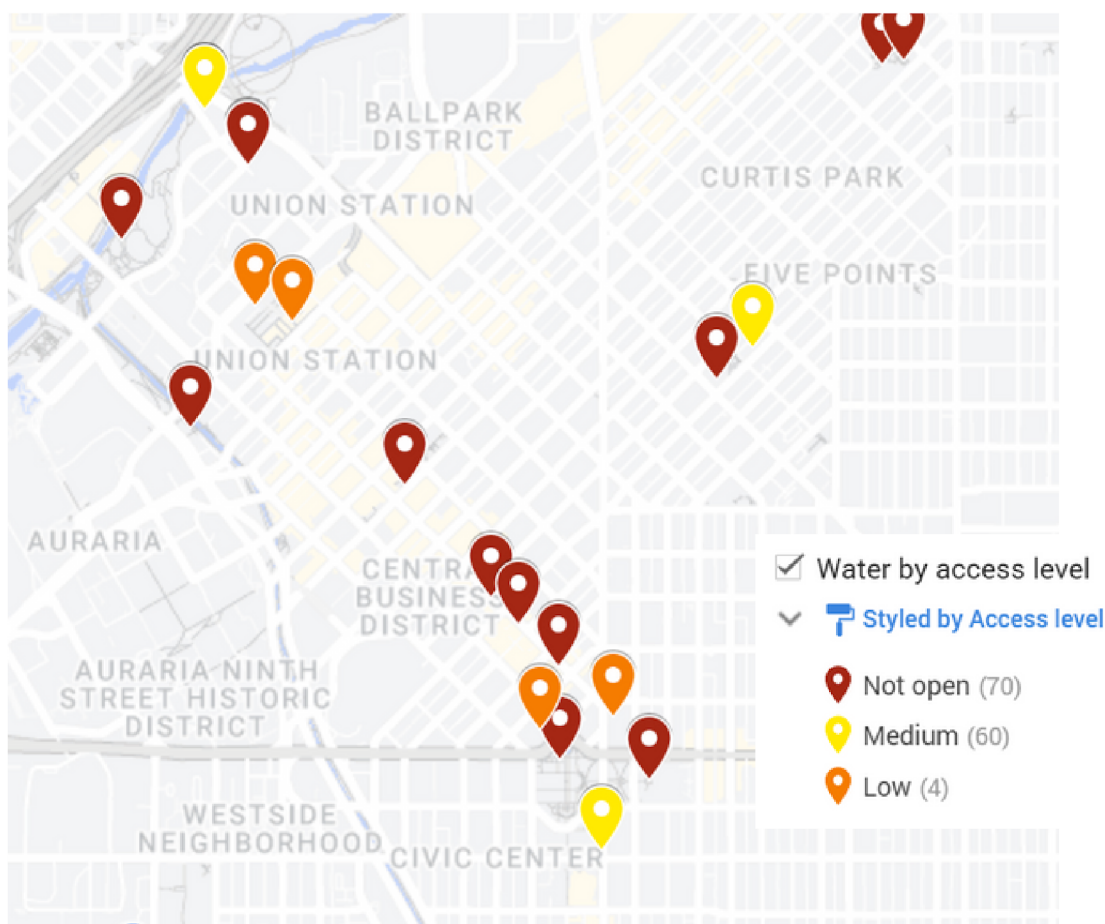 BALLPARK
DISTRICT
CURTIS PARK
UNION STATION
FIVE POINTS
UNION STATION
AURARIA
CENTRAL
BUSINESS
DISTRICT
AURARIA NINTH
STREET HISTORIC
DISTRICT
WESTSIDE
NEIGHBORHOOD
CIVIC CENTER
Water by access level
Styled by Access level
Not open (70)
Medium (60)
Low (4)